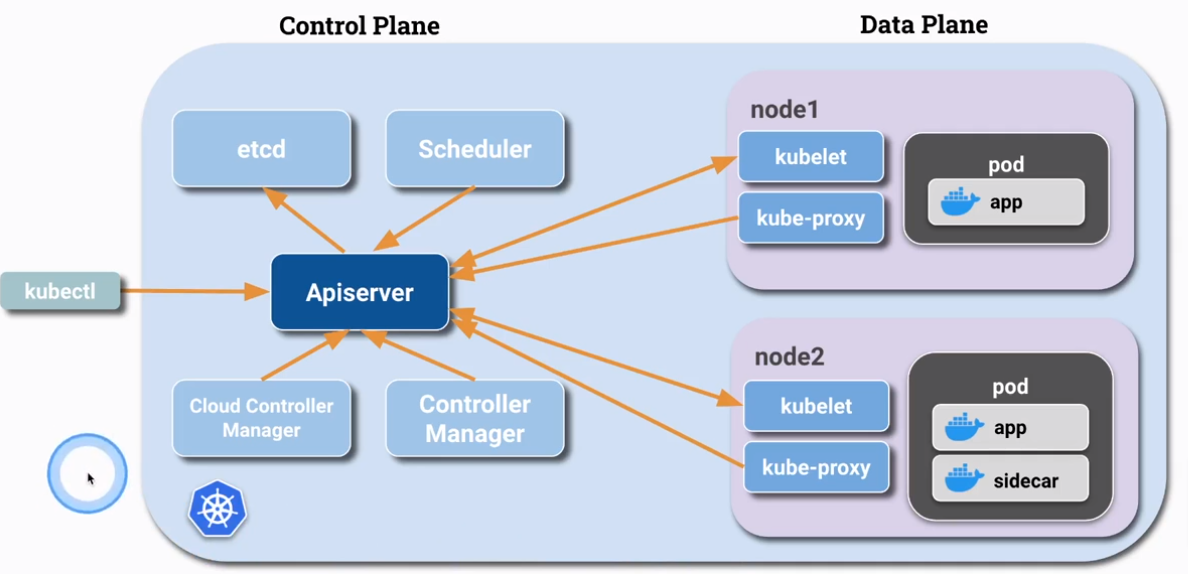 Control Plane
Data Plane
etcd
Scheduler
kubectl
Apiserver
Cloud Controller
Manager
Controller
Manager
node1
kubelet
kube-proxy
pod
app
node2
kubelet
kube-proxy
pod
app
sidecar